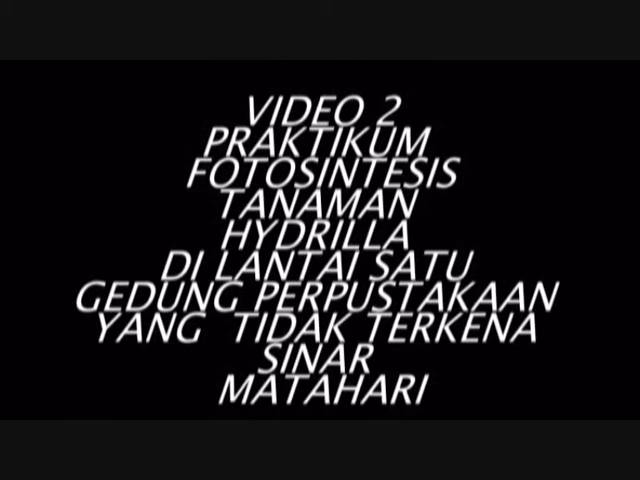 VIDEO 2
PRAKTIKUM
FOTOSINTESIS
TANAMAN
HYDRILLA
DI LANTAI SATU
GEDUNG PERPUSTAKAAN
YANG TIDAK TERKENA
SINAR
MATAHARI